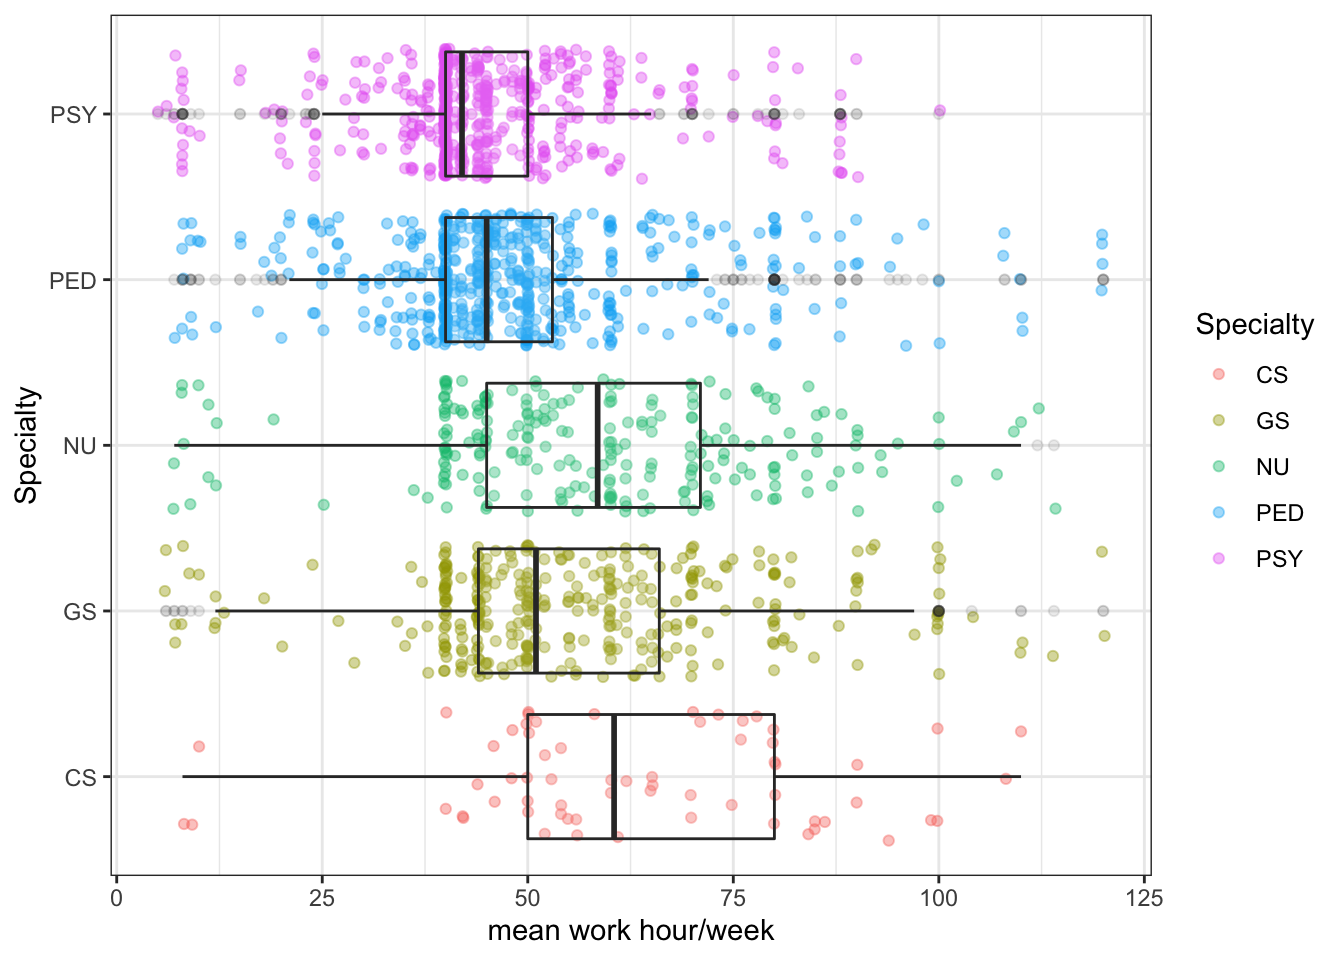 PSY
PED
NU
GS
CS
Specialty
0 25 50 75 100 125
mean work hour/week
Specialty
CS
GS
NU
PED
PSY